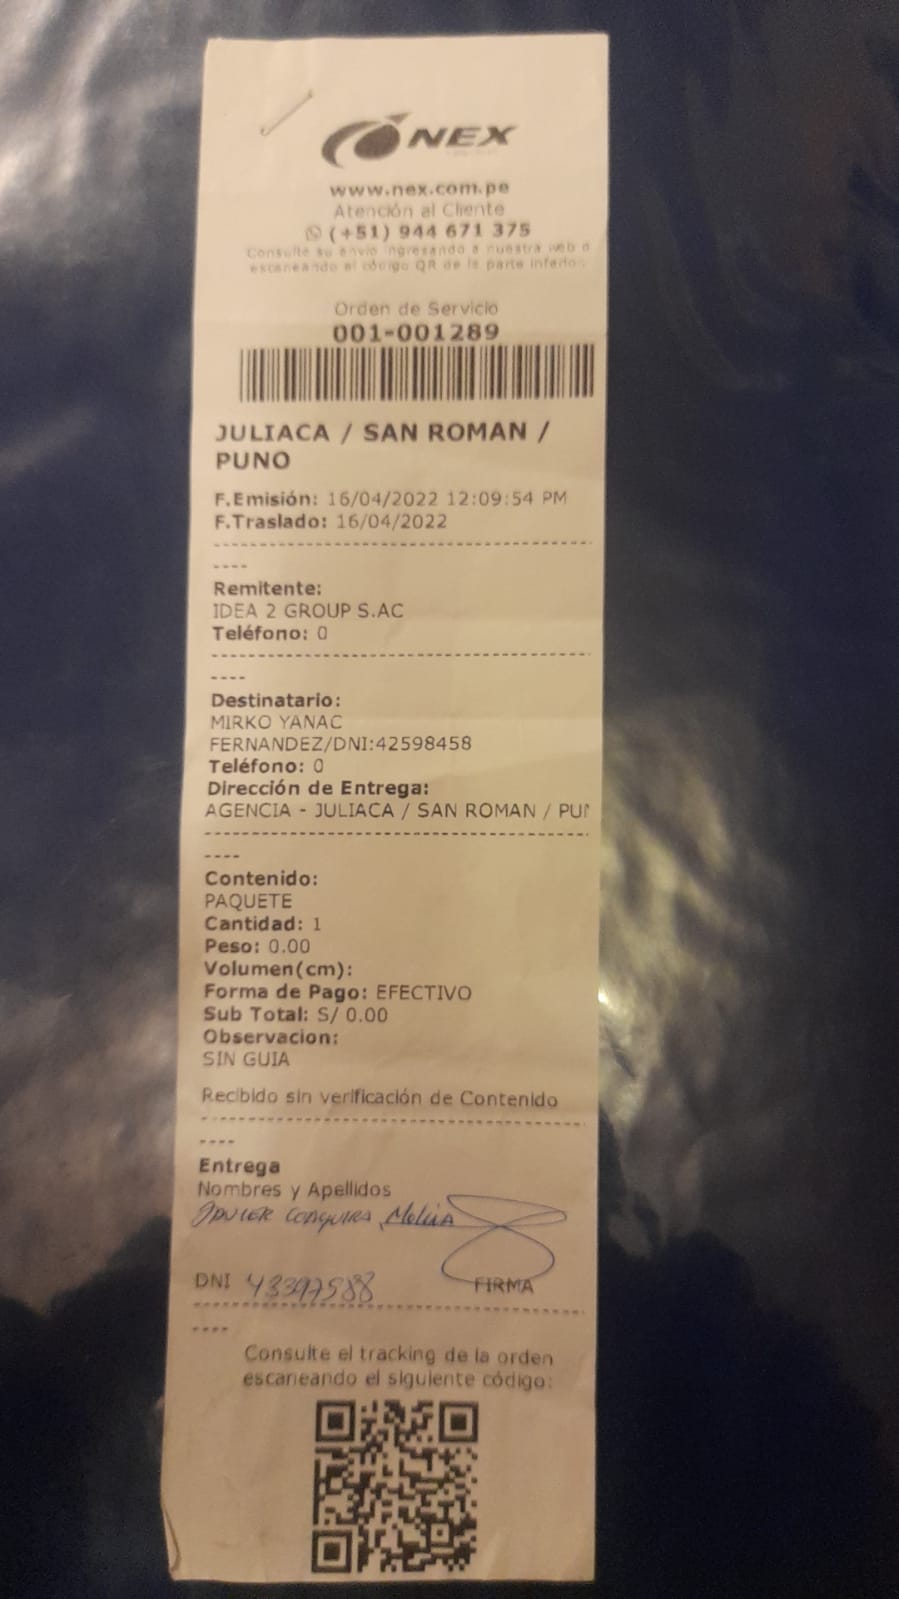 NEX
www.nex.com.pe
Atención al Cliente
(+51) 944 671 375
Consulte su envio ingresando a nuestra web o
escaneando el código QR de la parte inferior.
Orden de Servicio
001-001289
JULIACA / SAN ROMAN /
PUNO
F.Emisión: 16/04/2022 12:09:54 PM
F.Traslado: 16/04/2022
----
Remitente:
IDEA 2 GROUP S.AC
Teléfono: 0
----
Destinatario:
MIRKO YANAC
FERNANDEZ/DNI:42598458
Teléfono: 0
Dirección de Entrega:
AGENCIA - JULIACA / SAN ROMAN / PUN
----
Contenido:
PAQUETE
Cantidad: 1
Peso: 0.00
Volumen(cm):
Forma de Pago: EFECTIVO
Sub Total: S/ 0.00
Observacion:
SIN GUIA
Recibido sin verificación de Contenido
----
Entrega
Nombres y Apellidos
JAVIER COAQUIRA Molina
DNI 43397588
FIRMA
----
Consulte el tracking de la orden
escaneando el siguiente código: